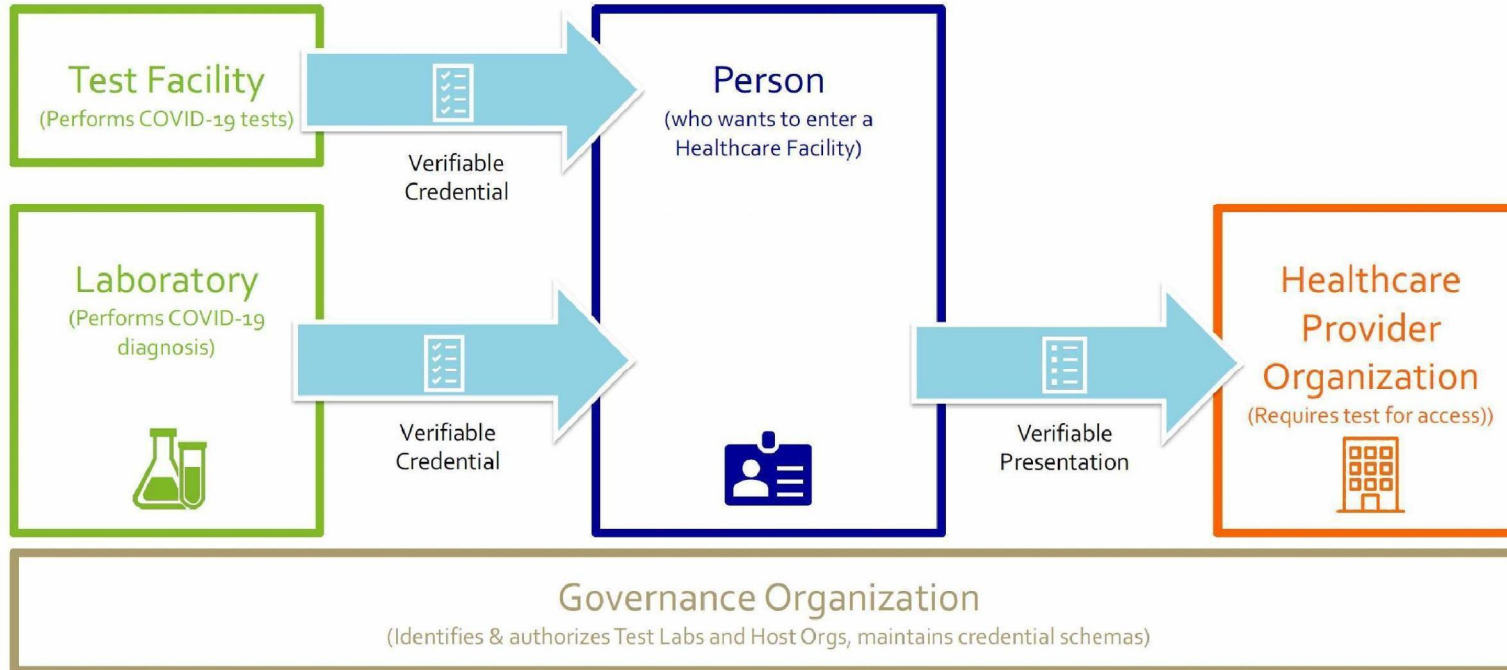 Test Facility
(Performs COVID-19 tests)
Verifiable
Credential
Person
(who wants to enter a
Healthcare Facility)
Laboratory
(Performs COVID-19
diagnosis)
Verifiable
Credential
Verifiable
Presentation
Healthcare
Provider
Organization
(Requires test for access))
Governance Organization
(Identifies & authorizes Test Labs and Host Orgs, maintains credential schemas)